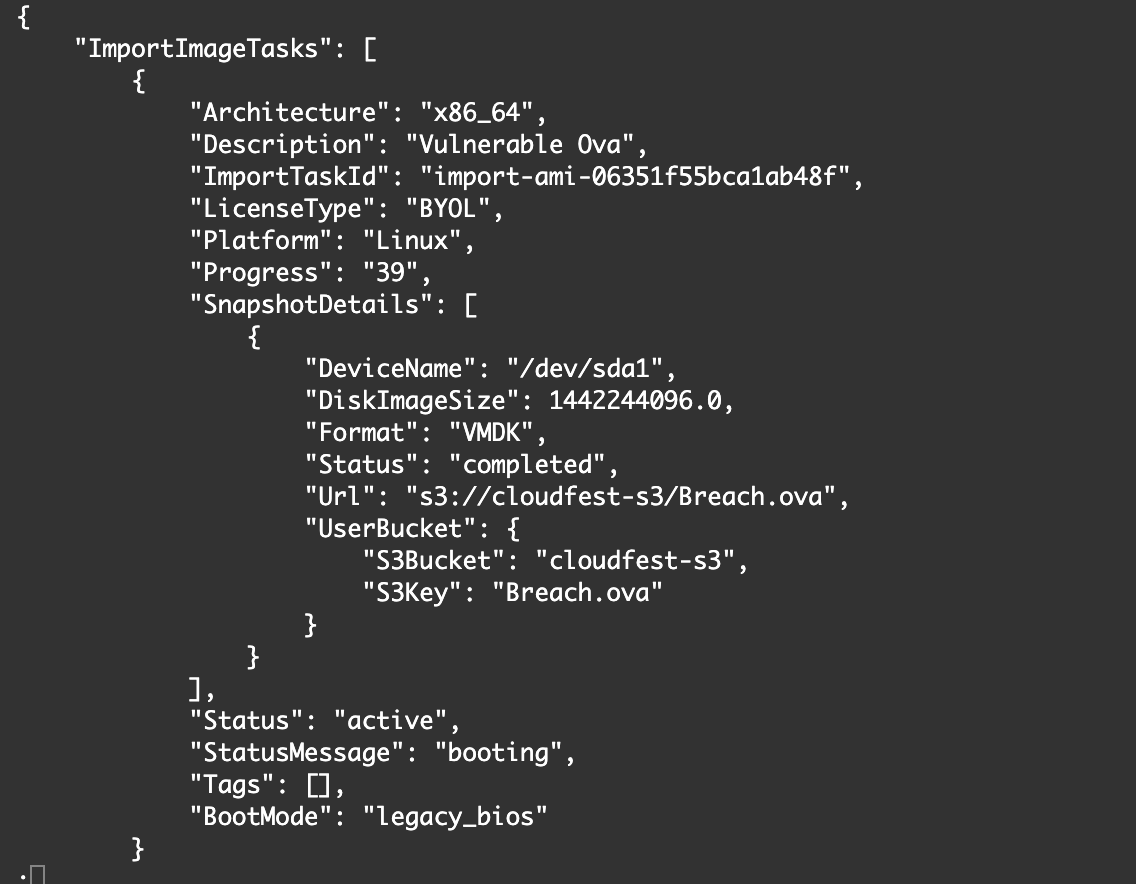 {
    "ImportImageTasks": [
        {
            "Architecture": "x86_64",
            "Description": "Vulnerable Ova",
            "ImportTaskId": "import-ami-06351f55bca1ab48f",
            "LicenseType": "BYOL",
            "Platform": "Linux",
            "Progress": "39",
            "SnapshotDetails": [
                {
                    "DeviceName": "/dev/sda1",
                    "DiskImageSize": 1442244096.0,
                    "Format": "VMDK",
                    "Status": "completed",
                    "Url": "s3://cloudfest-s3/Breach.ova",
                    "UserBucket": {
                        "S3Bucket": "cloudfest-s3",
                        "S3Key": "Breach.ova"
                    }
                }
            ],
            "Status": "active",
            "StatusMessage": "booting",
            "Tags": [],
            "BootMode": "legacy_bios"
        }
: